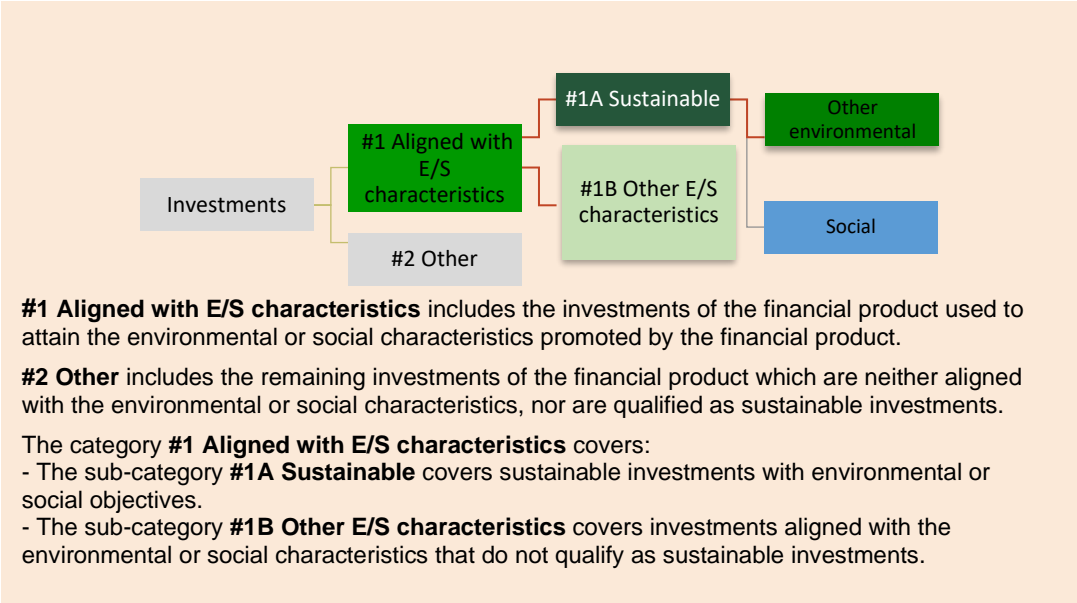 #1A Sustainable
Other
environmental
#1 Aligned with
E/S
characteristics
#1B Other E/S
characteristics
Investments
Social
#2 Other
#1 Aligned with E/S characteristics includes the investments of the financial product used to
attain the environmental or social characteristics promoted by the financial product.
#2 Other includes the remaining investments of the financial product which are neither aligned
with the environmental or social characteristics, nor are qualified as sustainable investments.
The category #1 Aligned with E/S characteristics covers:
- The sub-category #1A Sustainable covers sustainable investments with environmental or
social objectives.
- The sub-category #1B Other E/S characteristics covers investments aligned with the
environmental or social characteristics that do not qualify as sustainable investments.